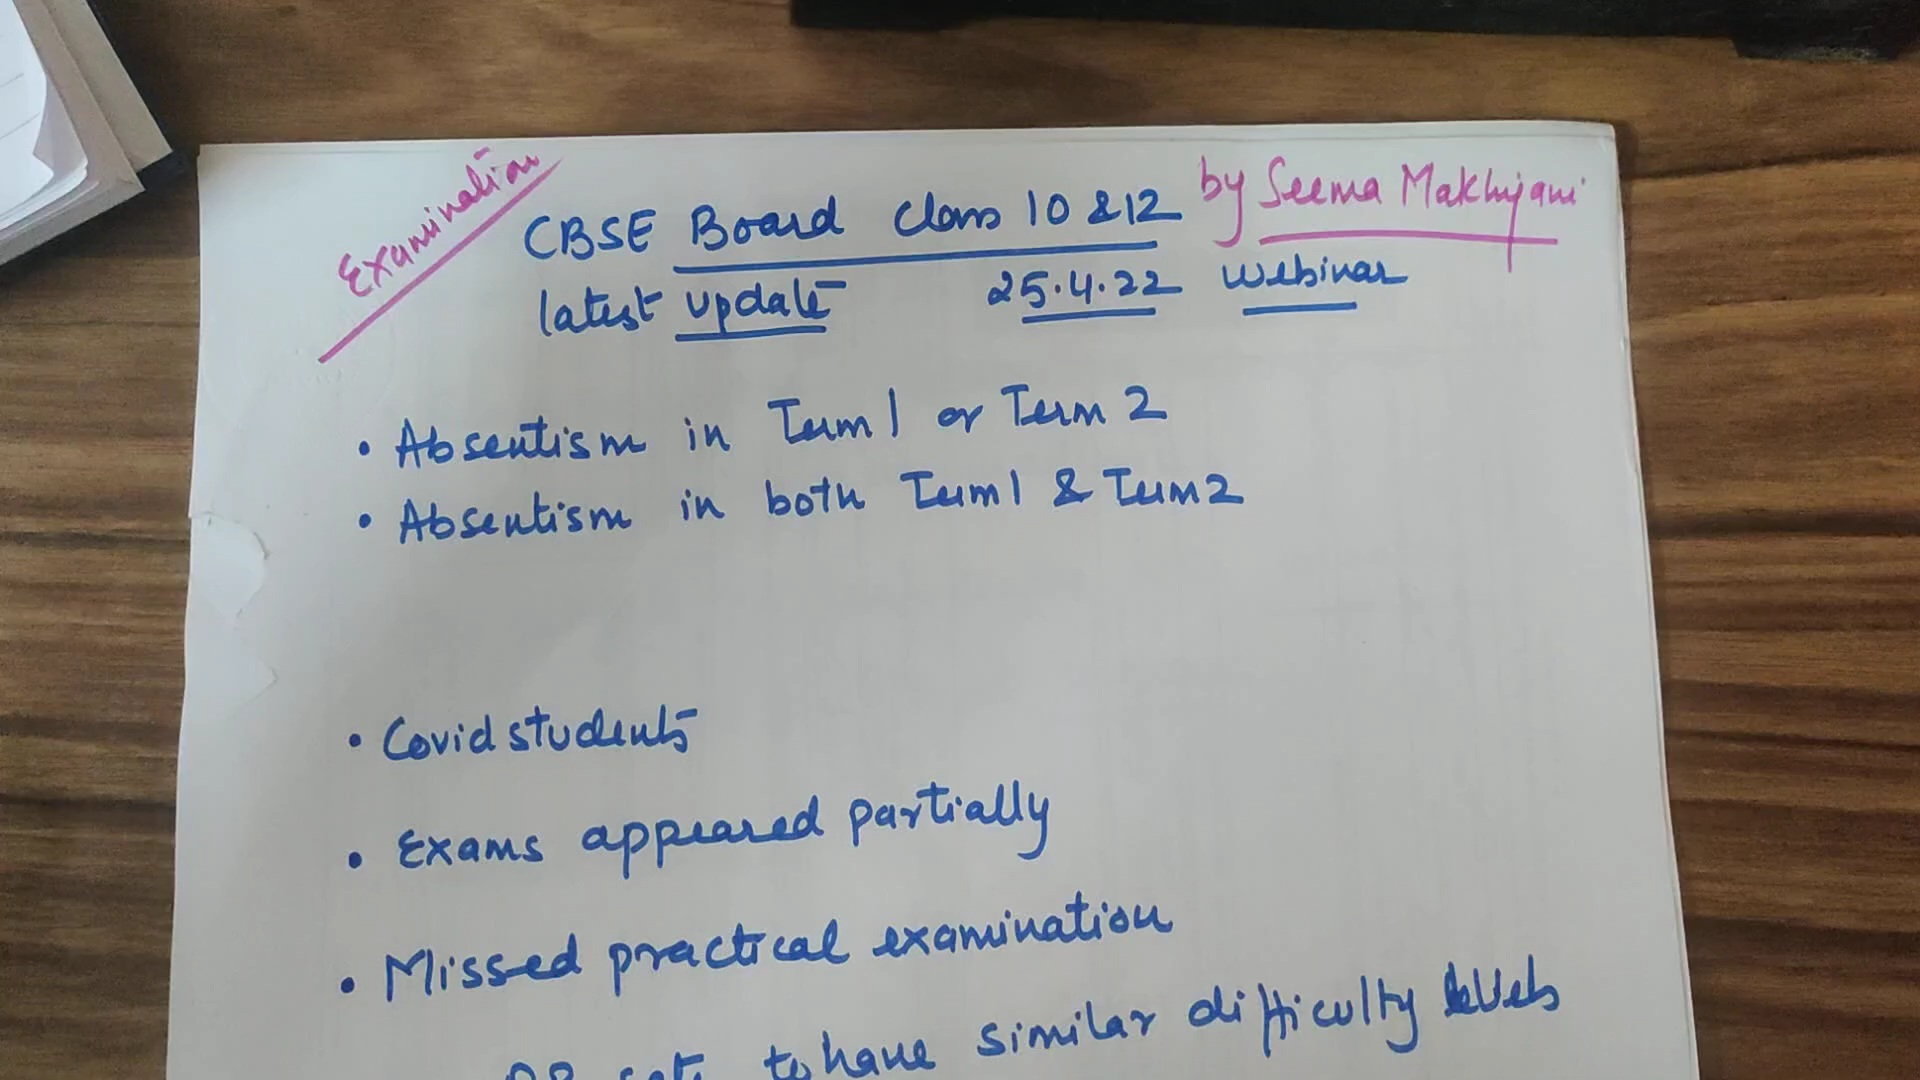 Examination
CBSE Board Class 10 & 12 by Seema Makhijani
latest update 25.4.22 Webinar
• Absentism in Term 1 or Term 2
• Absentism in both Term 1 & Term 2
• Covid students
• Exams appeared partially
• Missed practical examination
sets to have similar difficulty levels